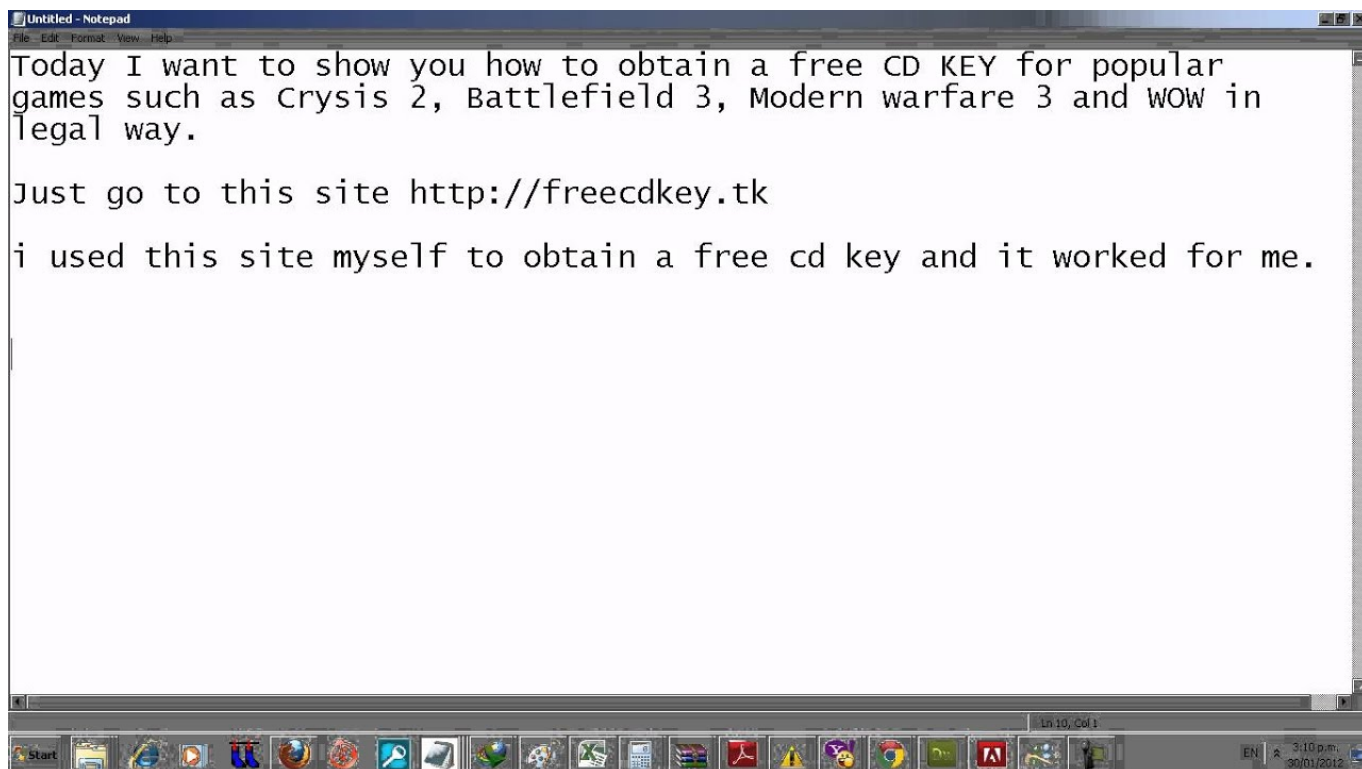 Untitled - Notepad
File Edit Format View Help
Today I want to show you how to obtain a free CD KEY for popular
games such as Crysis 2, Battlefield 3, Modern warfare 3 and WOW in
legal way.
Just go to this site http://freecdkey.tk
i used this site myself to obtain a free cd key and it worked for me.
Ln 10, Col 1
Start
EN
3:10 p.m.
30/01/2012